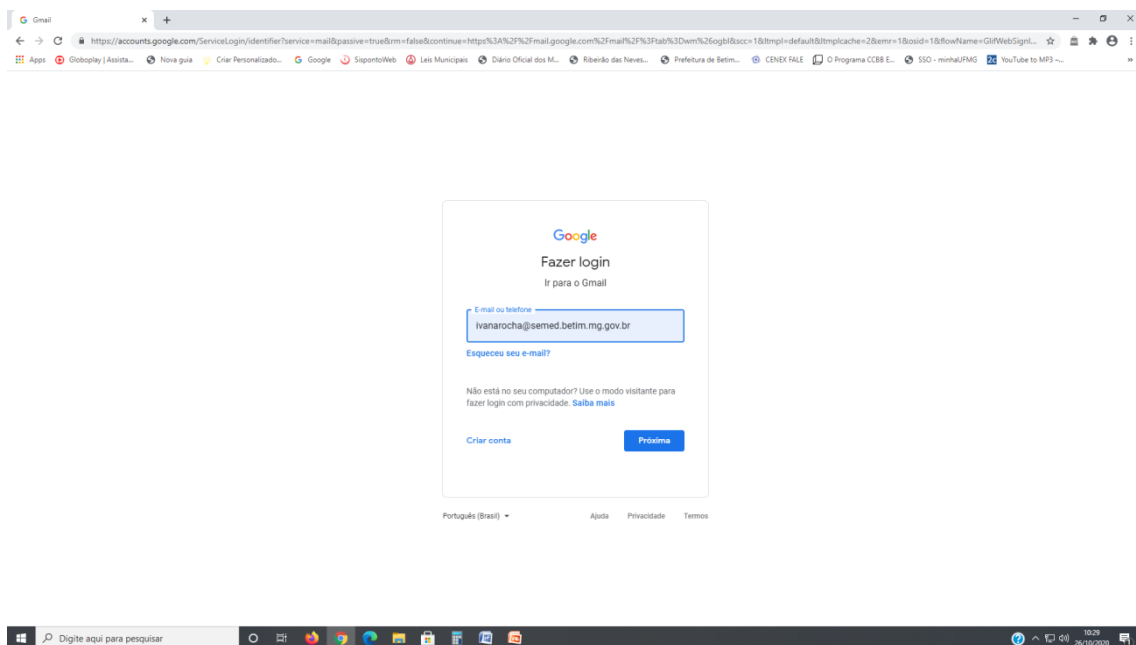 Gmail
https://accounts.google.com/ServiceLogin/identifier?service=mail&passive=true&rm=false&continue=https%3A%2F%2Fmail.google.com%2Fmail%2F%3Ftab%3Dwm%26ogbl&scc=1&ltmpl=default&ltmplcache=2&emr=1&osid=1&flowName=GlifWebSignI...
Apps Globoplay | Assista... Nova guia Criar Personalizado... Google SispontoWeb Leis Municipais Diário Oficial dos M... Ribeirão das Neves... Prefeitura de Betim... CENEX FALE O Programa CCBB E... SSO - minhaUFMG YouTube to MP3 –... »
Google
Fazer login
Ir para o Gmail
E-mail ou telefone
ivanarocha@semed.betim.mg.gov.br
Esqueceu seu e-mail?
Não está no seu computador? Use o modo visitante para
fazer login com privacidade. Saiba mais
Criar conta Próxima
Português (Brasil) Ajuda Privacidade Termos
Digite aqui para pesquisar 10:29
26/10/2020